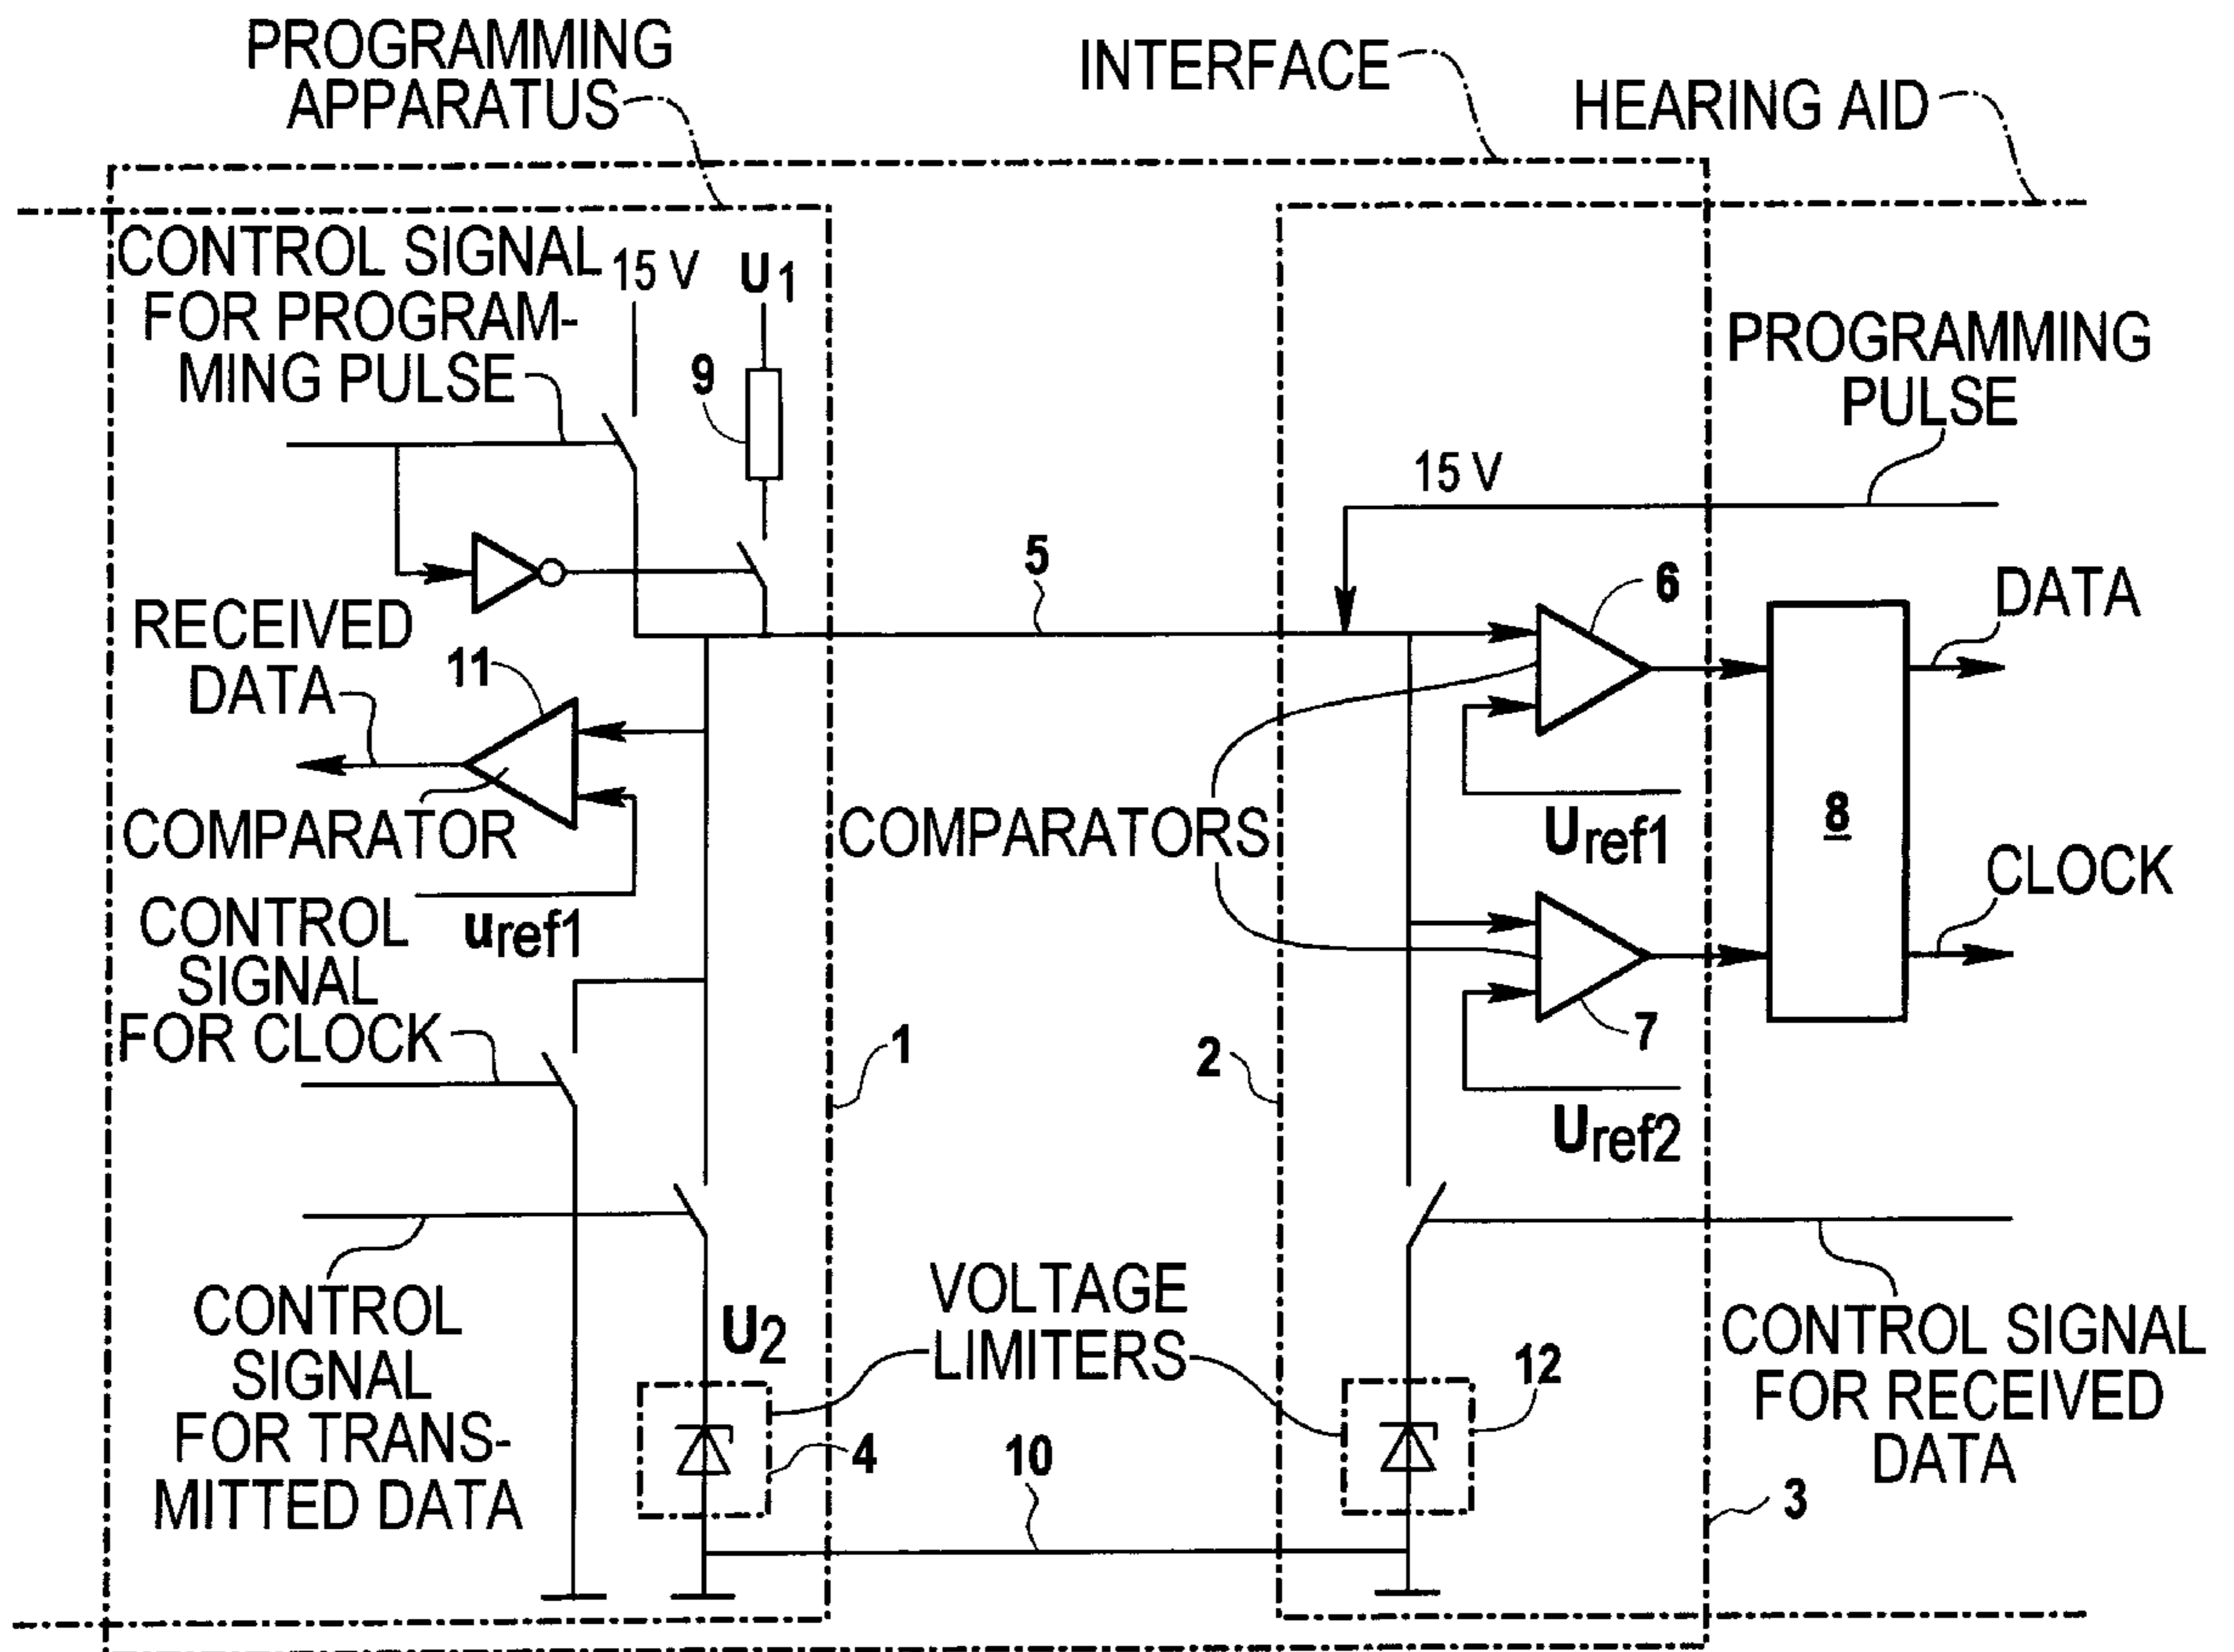 PROGRAMMING
APPARATUS
INTERFACE
HEARING AID
CONTROL SIGNAL
FOR PROGRAM-
MING PULSE
15 V
U1
9
PROGRAMMING
PULSE
15 V
5
6
DATA
RECEIVED
DATA
11
COMPARATOR
COMPARATORS
Uref1
8
uref1
CONTROL
SIGNAL
FOR CLOCK
CLOCK
7
1
2
Uref2
CONTROL
SIGNAL
FOR TRANS-
MITTED DATA
U2
VOLTAGE
LIMITERS
4
10
12
CONTROL SIGNAL
FOR RECEIVED
DATA
3